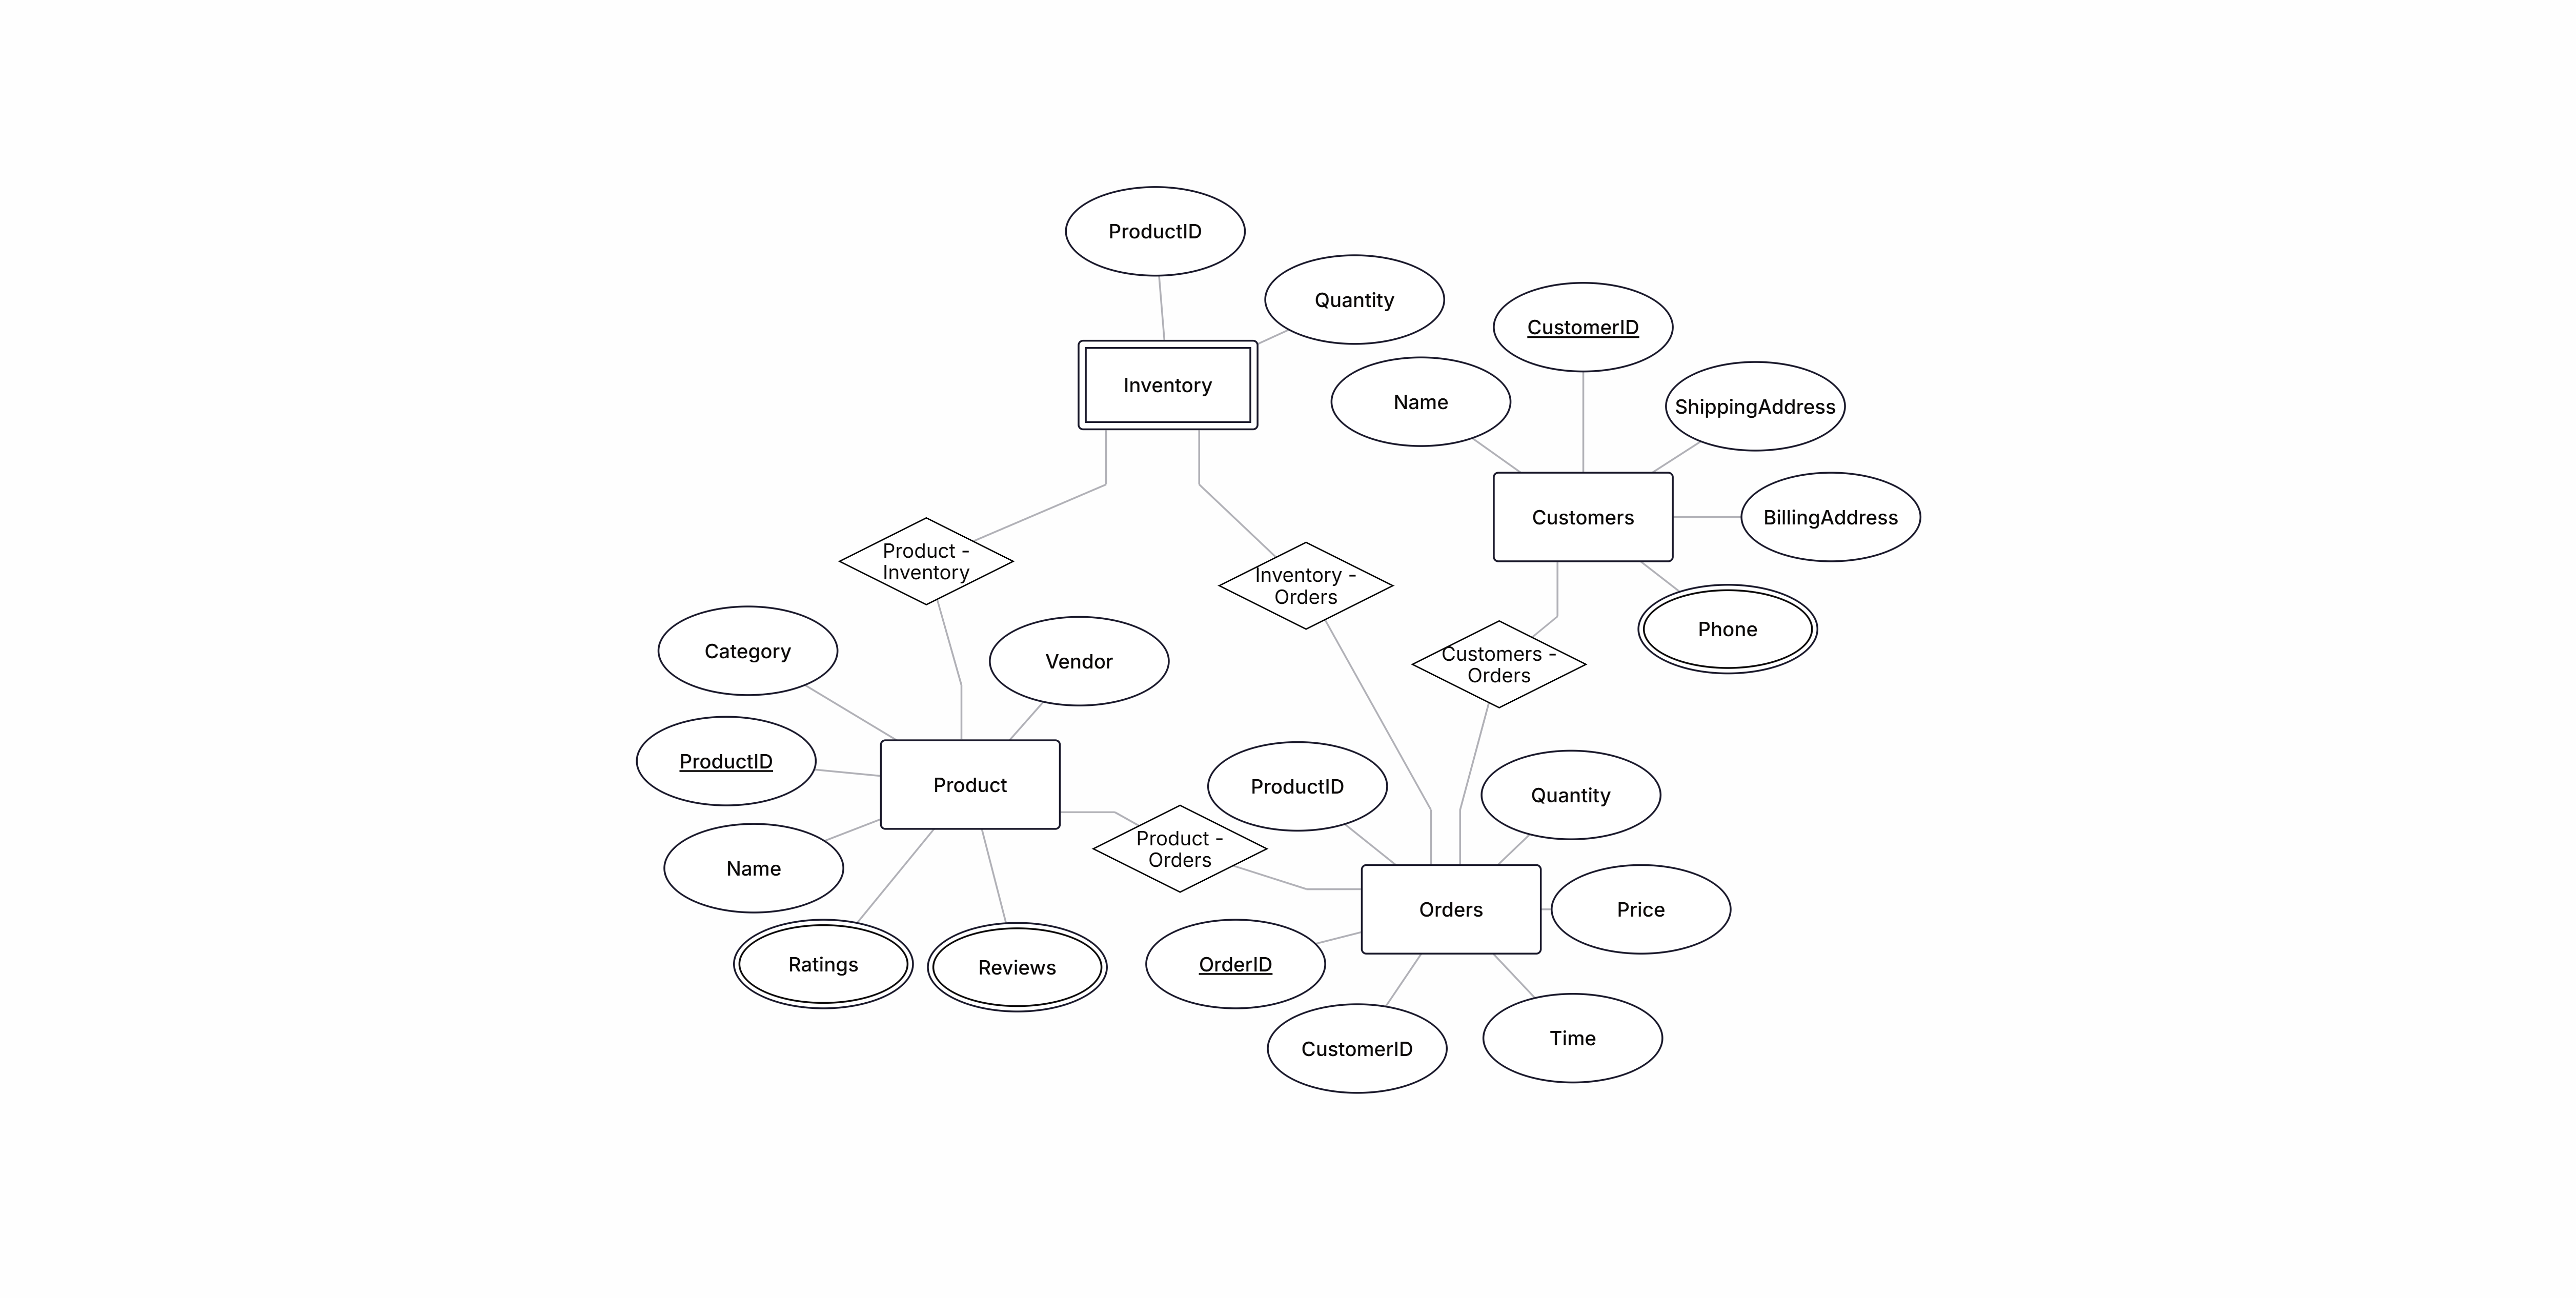 ProductID
Quantity
CustomerID
Inventory
Name
ShippingAddress
Customers
BillingAddress
Product -
Inventory
Inventory -
Orders
Phone
Category
Vendor
Customers -
Orders
ProductID
Product
ProductID
Quantity
Product -
Orders
Name
Orders
Price
Ratings
Reviews
OrderID
CustomerID
Time